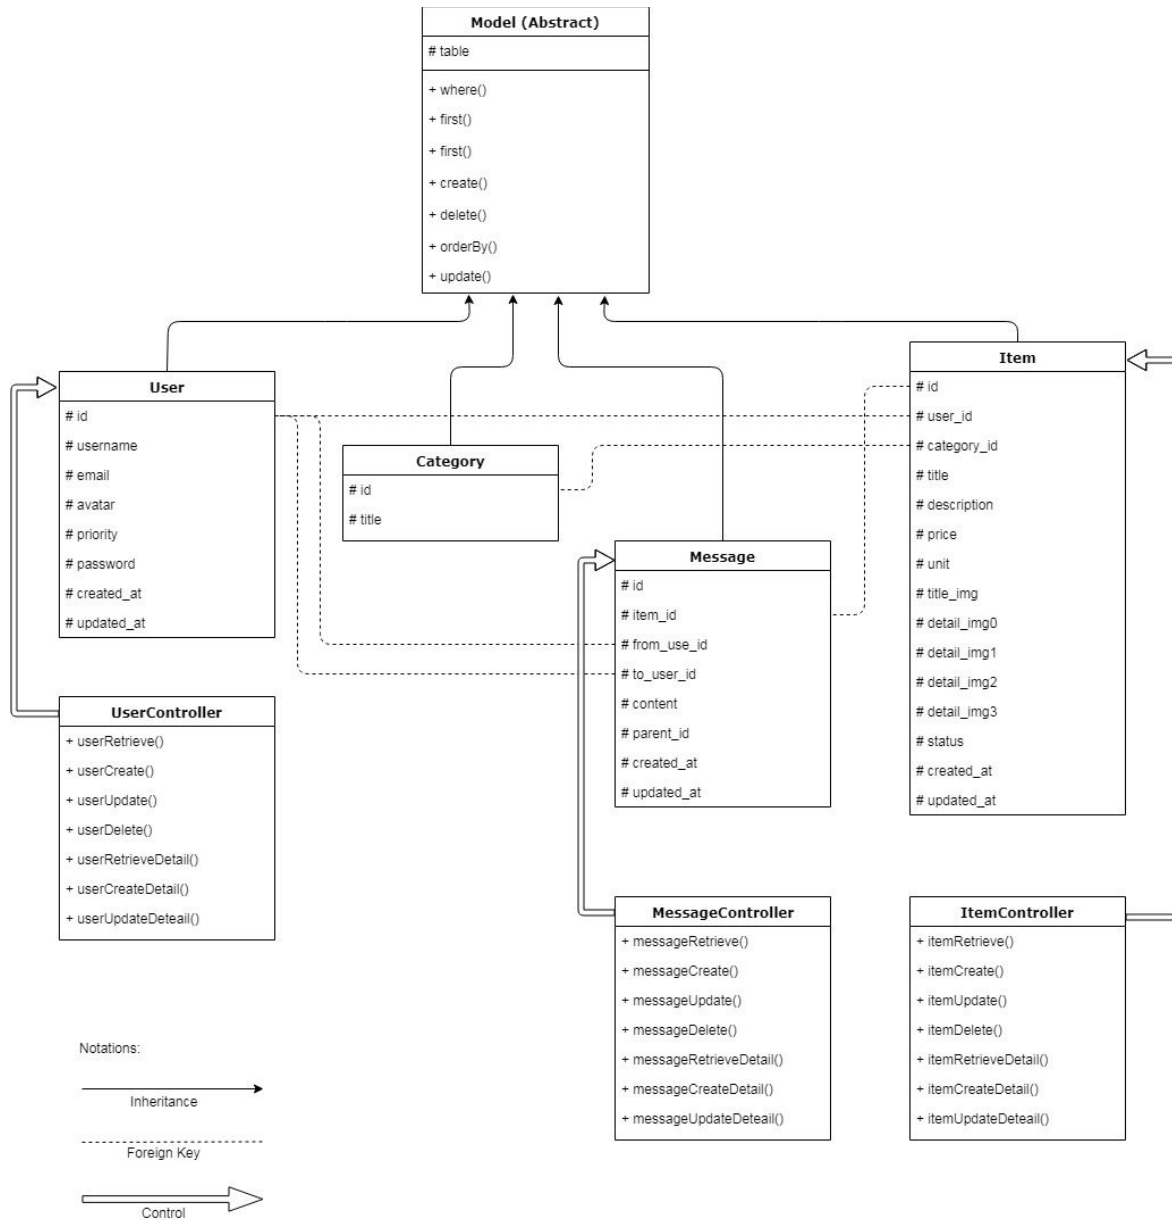 Model (Abstract)
# table
+ where()
+ first()
+ first()
+ create()
+ delete()
+ orderBy()
+ update()
User
# id
# username
# email
# avatar
# priority
# password
# created_at
# updated_at
Category
# id
# title
Message
# id
# item_id
# from_use_id
# to_user_id
# content
# parent_id
# created_at
# updated_at
Item
# id
# user_id
# category_id
# title
# description
# price
# unit
# title_img
# detail_img0
# detail_img1
# detail_img2
# detail_img3
# status
# created_at
# updated_at
UserController
+ userRetrieve()
+ userCreate()
+ userUpdate()
+ userDelete()
+ userRetrieveDetail()
+ userCreateDetail()
+ userUpdateDeteail()
MessageController
+ messageRetrieve()
+ messageCreate()
+ messageUpdate()
+ messageDelete()
+ messageRetrieveDetail()
+ messageCreateDetail()
+ messageUpdateDeteail()
ItemController
+ itemRetrieve()
+ itemCreate()
+ itemUpdate()
+ itemDelete()
+ itemRetrieveDetail()
+ itemCreateDetail()
+ itemUpdateDeteail()
Notations:
Inheritance
Foreign Key
Control